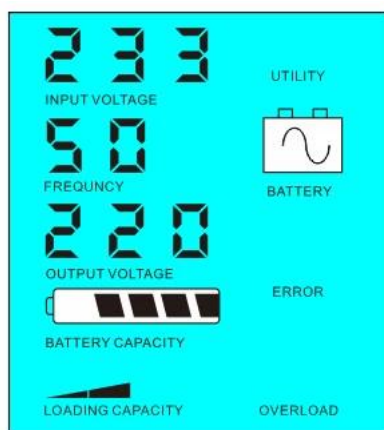 233
UTILITY
INPUT VOLTAGE
50
FREQUNCY
BATTERY
220
OUTPUT VOLTAGE
ERROR
BATTERY CAPACITY
LOADING CAPACITY
OVERLOAD